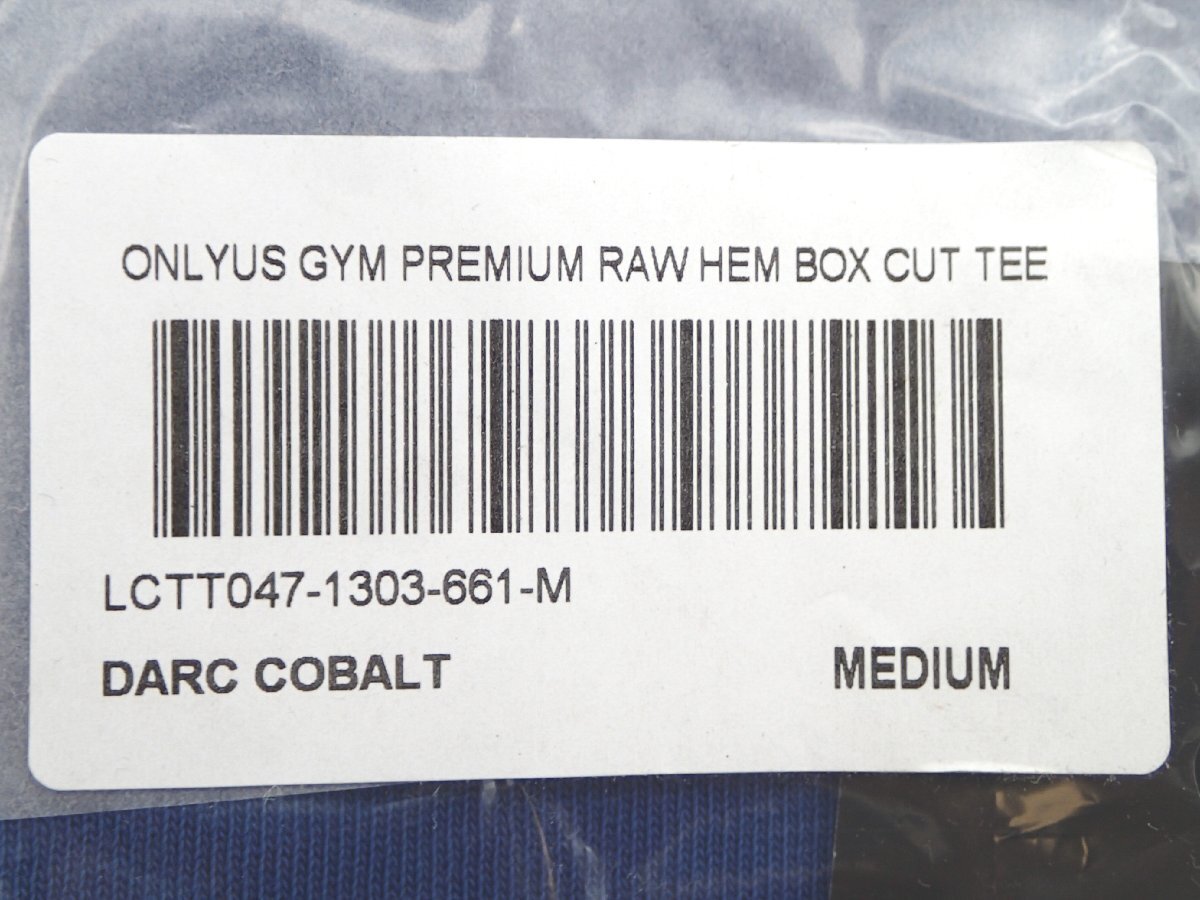 ONLYUS GYM PREMIUM RAW HEM BOX CUT TEE
LCTT047-1303-661-M
DARC COBALT
MEDIUM